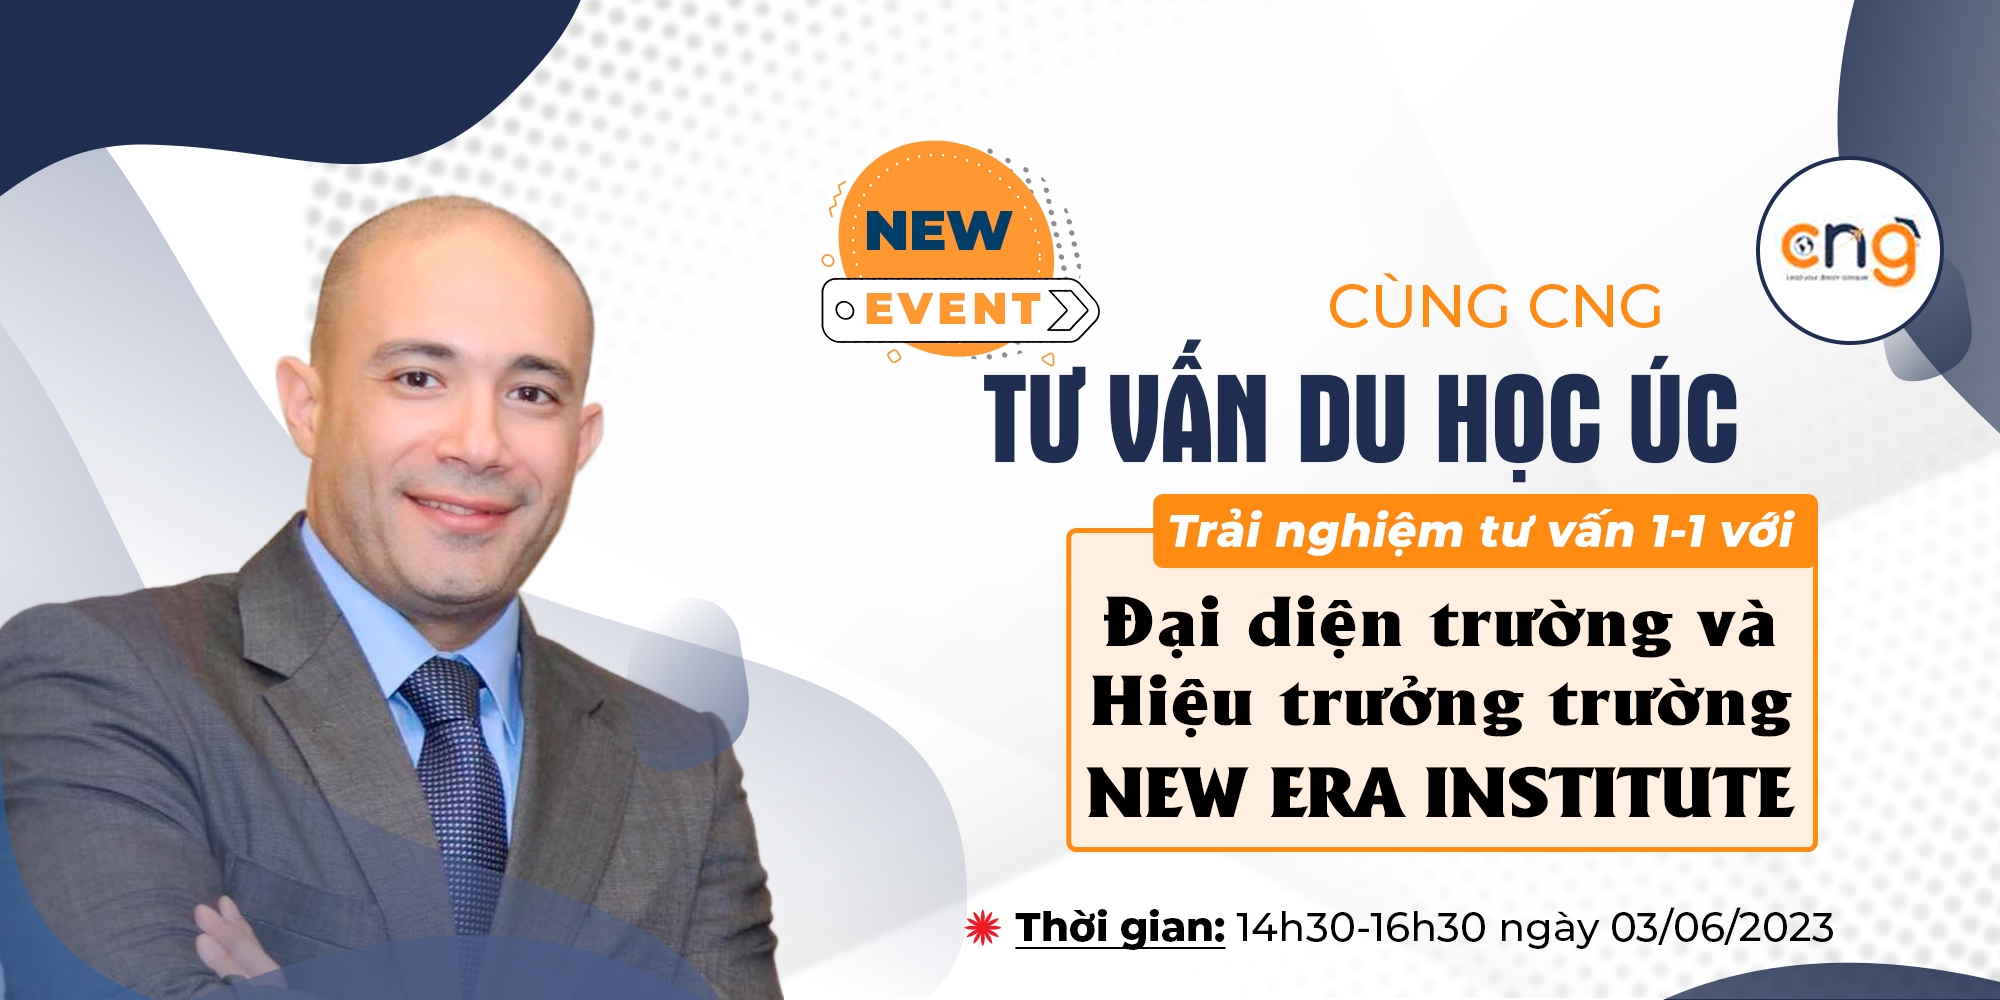 NEW
EVENT
cng
CÙNG CNG
TƯ VẤN DU HỌC ÚC
Trải nghiệm tư vấn 1-1 với
Đại diện trường và
Hiệu trưởng trường
NEW ERA INSTITUTE
Thời gian: 14h30-16h30 ngày 03/06/2023